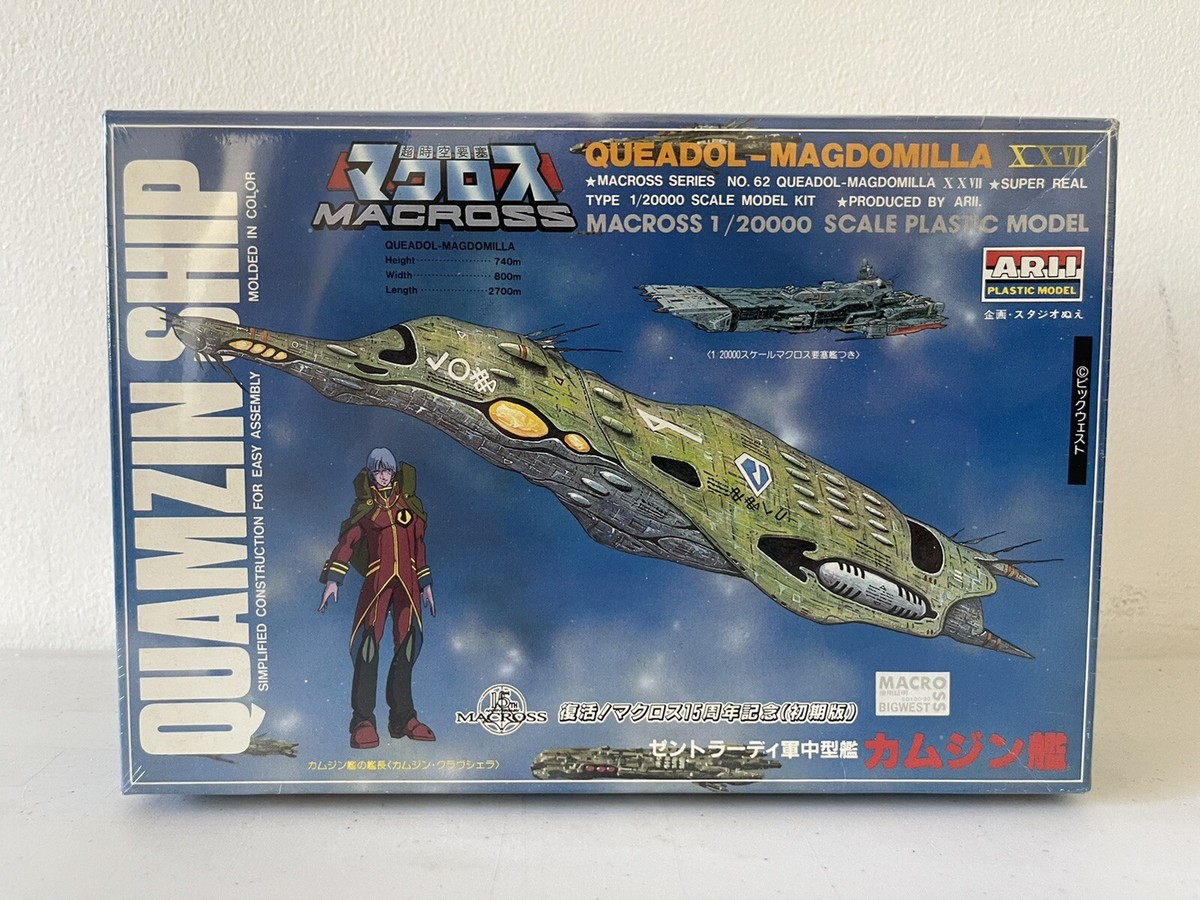 QUAMZIN SHIP
SIMPLIFIED CONSTRUCTION FOR EASY ASSEMBLY MOLDED IN COLOR
超時空要塞
マクロス
MACROSS
QUEADOL-MAGDOMILLA XXVII
★MACROSS SERIES NO. 62 QUEADOL-MAGDOMILLA XXVII ★SUPER REAL
TYPE 1/20000 SCALE MODEL KIT ★PRODUCED BY ARII.
MACROSS 1/20000 SCALE PLASTIC MODEL
QUEADOL-MAGDOMILLA
Height 740m
Width 800m
Length 2700m
ARII
PLASTIC MODEL
企画・スタジオぬえ
〈1/20000スケールマクロス要塞艦つき〉
©ビックウェスト
カムジン艦の艦長〈カムジン・クラヴシェラ〉
15TH
MACROSS
復活!マクロス15周年記念(初期版)
MACROSS
使用証明
BIGWEST
ゼントラーディ軍中型艦 カムジン艦